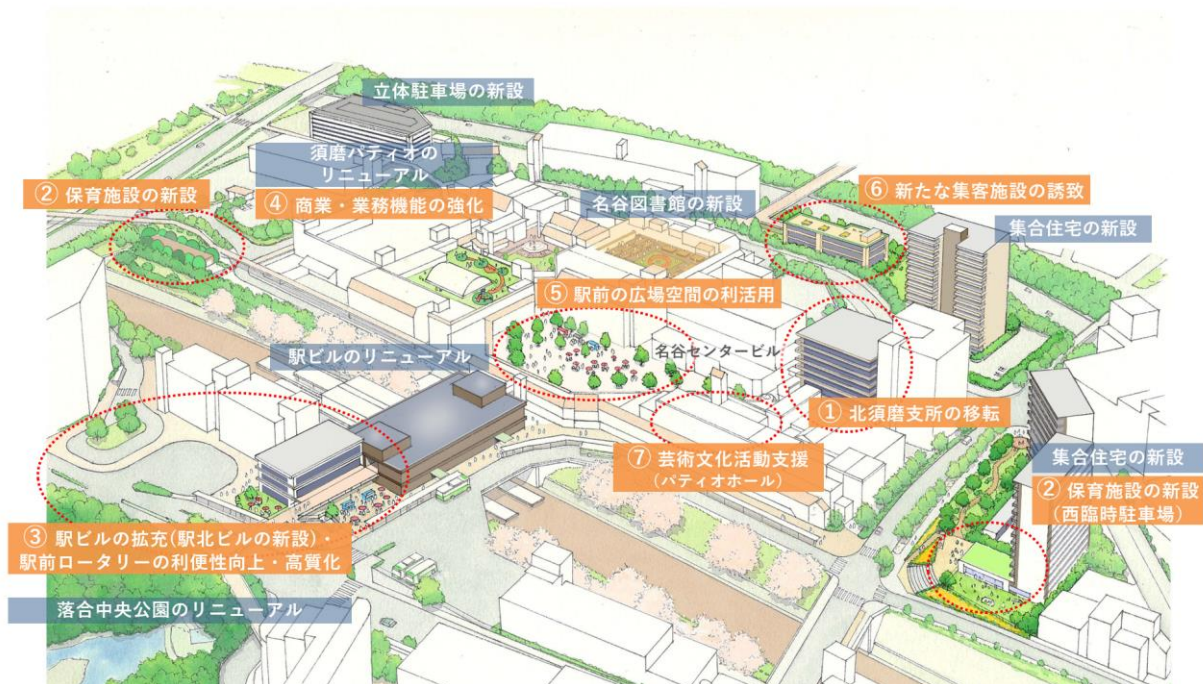 立体駐車場の新設
須磨パティオの
リニューアル
② 保育施設の新設
④ 商業・業務機能の強化
名谷図書館の新設
⑥ 新たな集客施設の誘致
集合住宅の新設
⑤ 駅前の広場空間の利活用
駅ビルのリニューアル
名谷センタービル
① 北須磨支所の移転
⑦ 芸術文化活動支援
(パティオホール)
集合住宅の新設
② 保育施設の新設
(西臨時駐車場)
③ 駅ビルの拡充(駅北ビルの新設)・
駅前ロータリーの利便性向上・高質化
落合中央公園のリニューアル